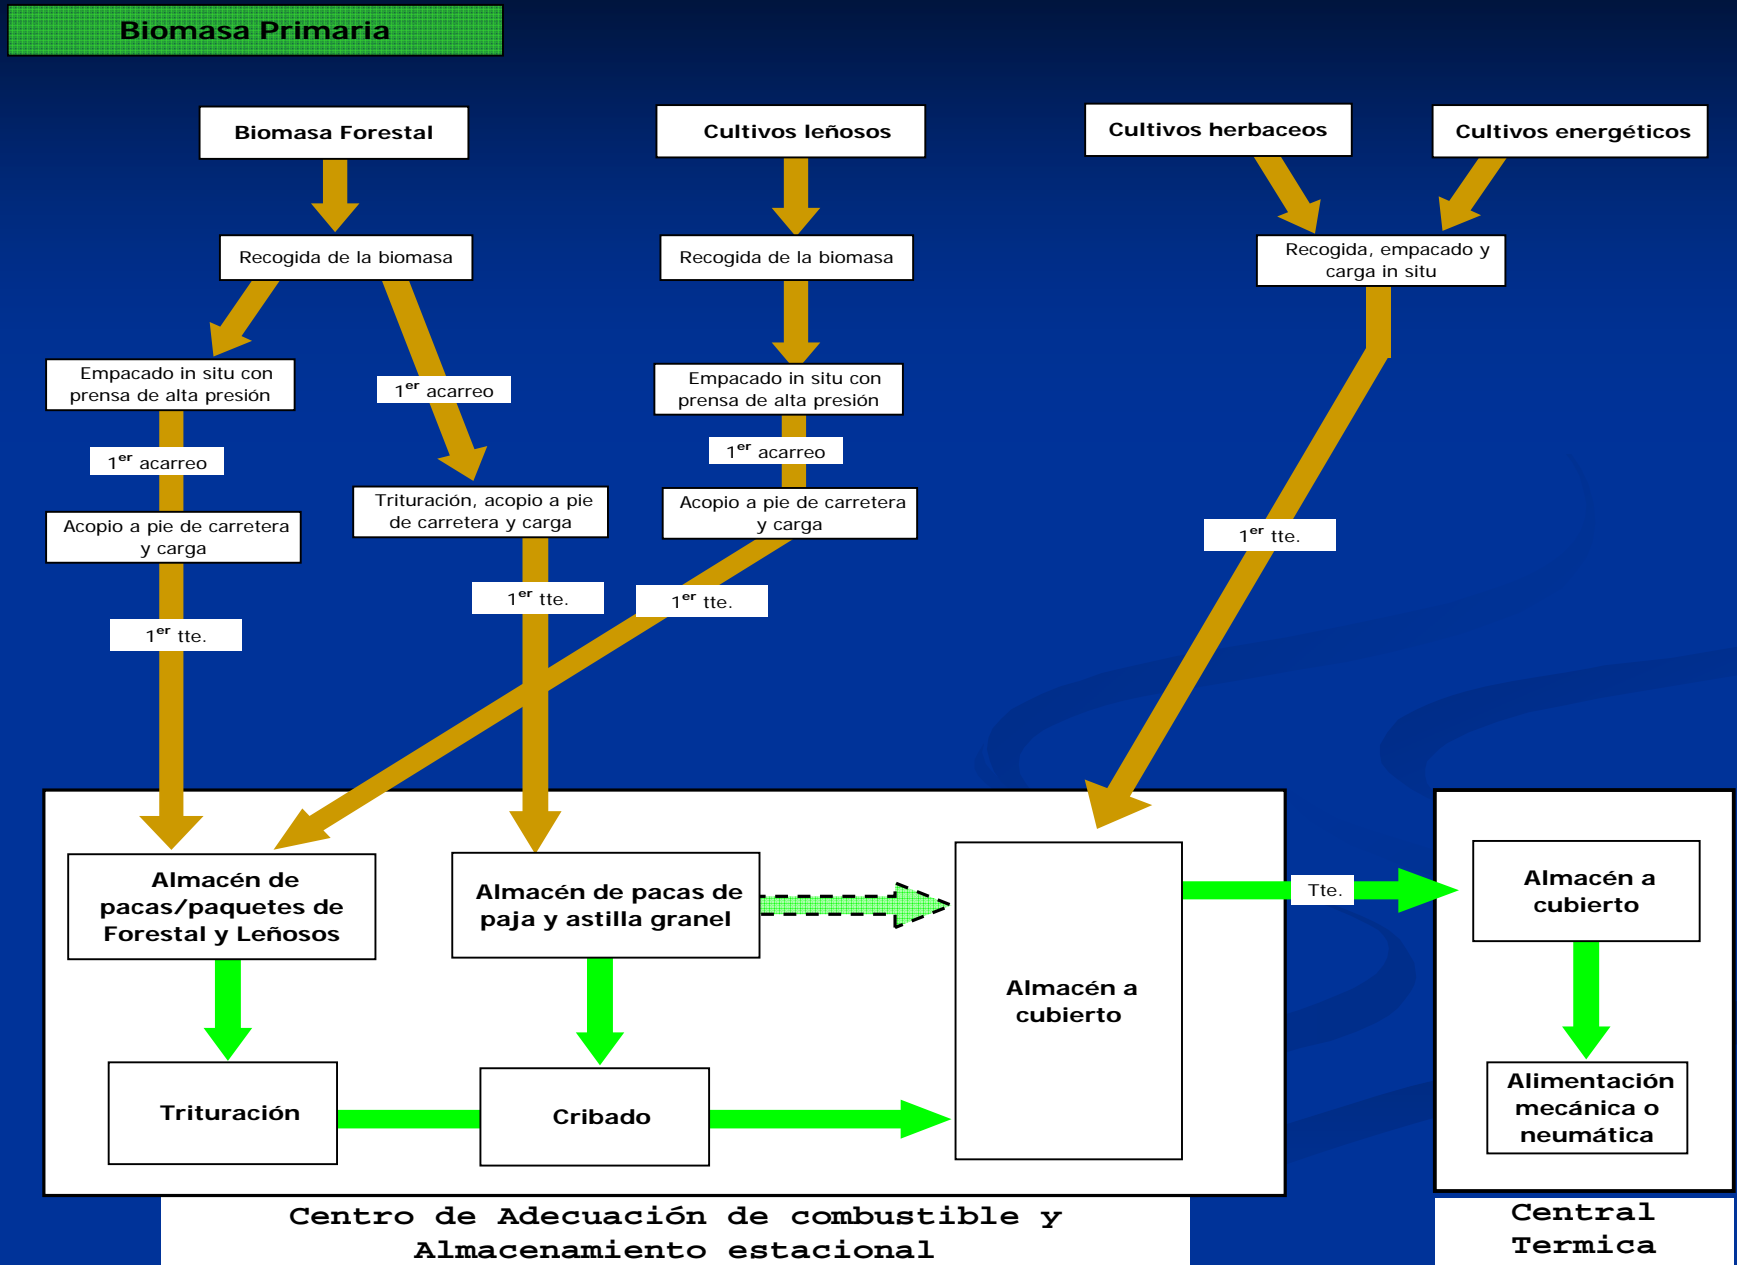 Biomasa Primaria
Biomasa Forestal
Cultivos leñosos
Cultivos herbaceos
Cultivos energéticos
Recogida de la biomasa
Recogida de la biomasa
Recogida, empacado y
carga in situ
Empacado in situ con
prensa de alta presión
1er acarreo
Empacado in situ con
prensa de alta presión
1er acarreo
1er acarreo
Acopio a pie de carretera
y carga
Trituración, acopio a pie
de carretera y carga
Acopio a pie de carretera
y carga
1er tte.
1er tte.
1er tte.
1er tte.
Almacén de
pacas/paquetes de
Forestal y Leñosos
Almacén de pacas de
paja y astilla granel
Almacén a
cubierto
Tte.
Almacén a
cubierto
Trituración
Cribado
Alimentación
mecánica o
neumática
Centro de Adecuación de combustible y
Almacenamiento estacional
Central
Termica